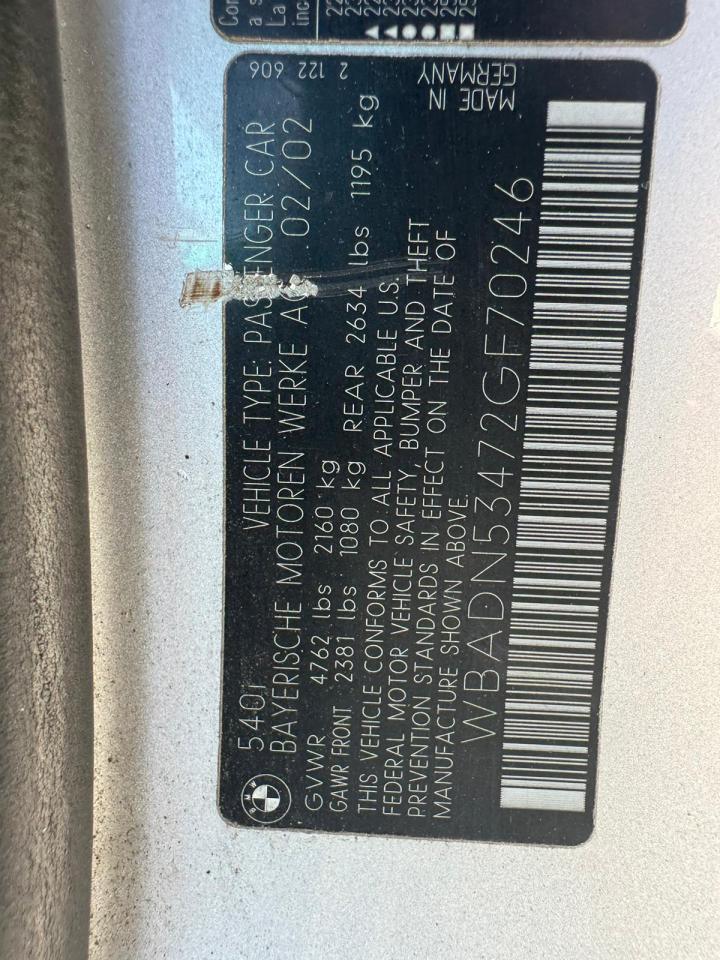 540i VEHICLE TYPE: PASSENGER CAR
BAYERISCHE MOTOREN WERKE AG 02/02
GVWR 4762 lbs 2160 kg
GAWR FRONT 2381 lbs 1080 kg REAR 2634 lbs 1195 kg
THIS VEHICLE CONFORMS TO ALL APPLICABLE U.S.
FEDERAL MOTOR VEHICLE SAFETY, BUMPER AND THEFT
PREVENTION STANDARDS IN EFFECT ON THE DATE OF
MANUFACTURE SHOWN ABOVE.
WBADN53472GF70246
2 122 606
MADE IN
GERMANY
BMW